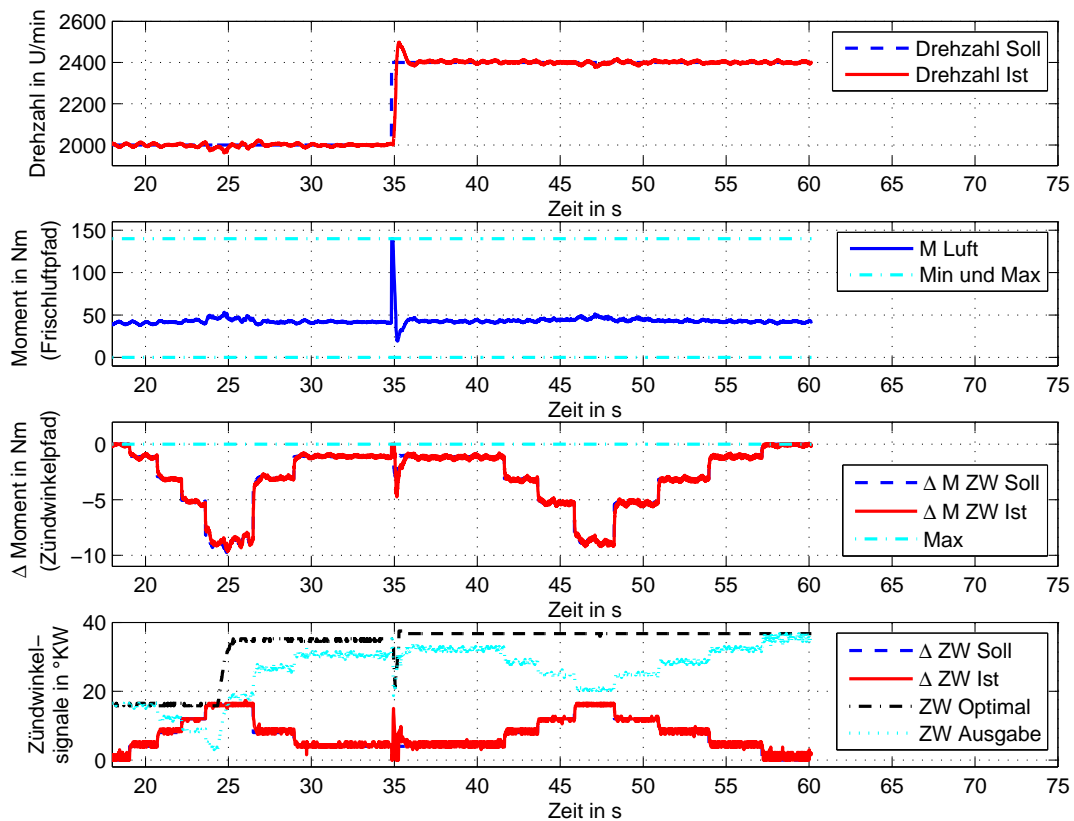 Drehzahl in U/min
2600
2400
2200
2000
Drehzahl Soll
Drehzahl Ist
20 25 30 35 40 45 50 55 60 65 70 75
Zeit in s
Moment in Nm
(Frischluftpfad)
150
100
50
0
M Luft
Min und Max
20 25 30 35 40 45 50 55 60 65 70 75
Zeit in s
Δ Moment in Nm
(Zündwinkelpfad)
0
−5
−10
Δ M ZW Soll
Δ M ZW Ist
Max
20 25 30 35 40 45 50 55 60 65 70 75
Zeit in s
Zündwinkel−
signale in °KW
40
20
0
Δ ZW Soll
Δ ZW Ist
ZW Optimal
ZW Ausgabe
20 25 30 35 40 45 50 55 60 65 70 75
Zeit in s